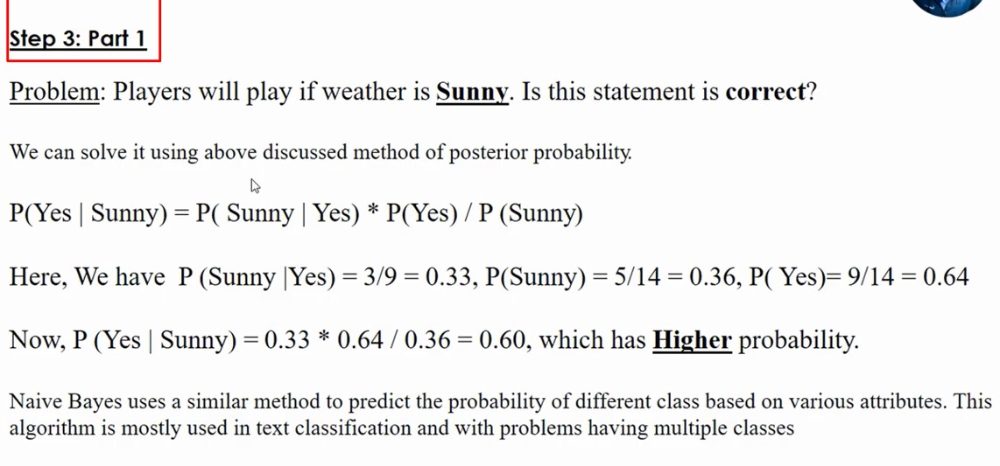 Step 3: Part 1
Problem: Players will play if weather is Sunny. Is this statement is correct?
We can solve it using above discussed method of posterior probability.
P(Yes | Sunny) = P( Sunny | Yes) * P(Yes) / P (Sunny)
Here, We have  P (Sunny |Yes) = 3/9 = 0.33, P(Sunny) = 5/14 = 0.36, P( Yes)= 9/14 = 0.64
Now, P (Yes | Sunny) = 0.33 * 0.64 / 0.36 = 0.60, which has Higher probability.
Naive Bayes uses a similar method to predict the probability of different class based on various attributes. This
algorithm is mostly used in text classification and with problems having multiple classes